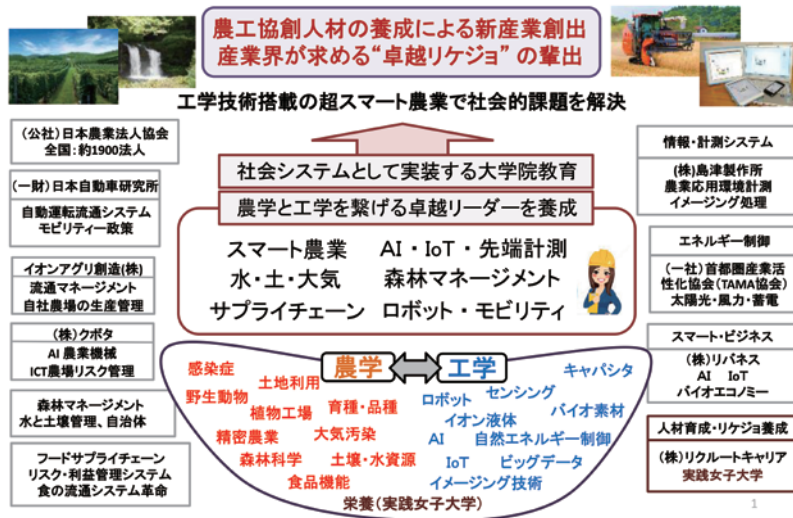 農工協創人材の養成による新産業創出
産業界が求める“卓越リケジョ” の輩出
工学技術搭載の超スマート農業で社会的課題を解決
(公社)日本農業法人協会
全国:約1900法人
(一財)日本自動車研究所
自動運転流通システム
モビリティー政策
イオンアグリ創造(株)
流通マネージメント
自社農場の生産管理
(株)クボタ
AI 農業機械
ICT農場リスク管理
森林マネージメント
水と土壌管理、自治体
フードサプライチェーン
リスク・利益管理システム
食の流通システム革命
社会システムとして実装する大学院教育
農学と工学を繋げる卓越リーダーを養成
スマート農業 AI・IoT・先端計測
水・土・大気 森林マネージメント
サプライチェーン ロボット・モビリティ
農学 工学
感染症
土地利用
野生動物
植物工場
育種・品種
精密農業
大気汚染
森林科学
土壌・水資源
食品機能
キャパシタ
ロボット
センシング
イオン液体
バイオ素材
AI
自然エネルギー制御
IoT
ビッグデータ
イメージング技術
栄養(実践女子大学)
情報・計測システム
(株)島津製作所
農業応用環境計測
イメージング処理
エネルギー制御
(一社)首都圏産業活
性化協会(TAMA協会)
太陽光・風力・蓄電
スマート・ビジネス
(株)リバネス
AI IoT
バイオエコノミー
人材育成・リケジョ養成
(株)リクルートキャリア
実践女子大学
1